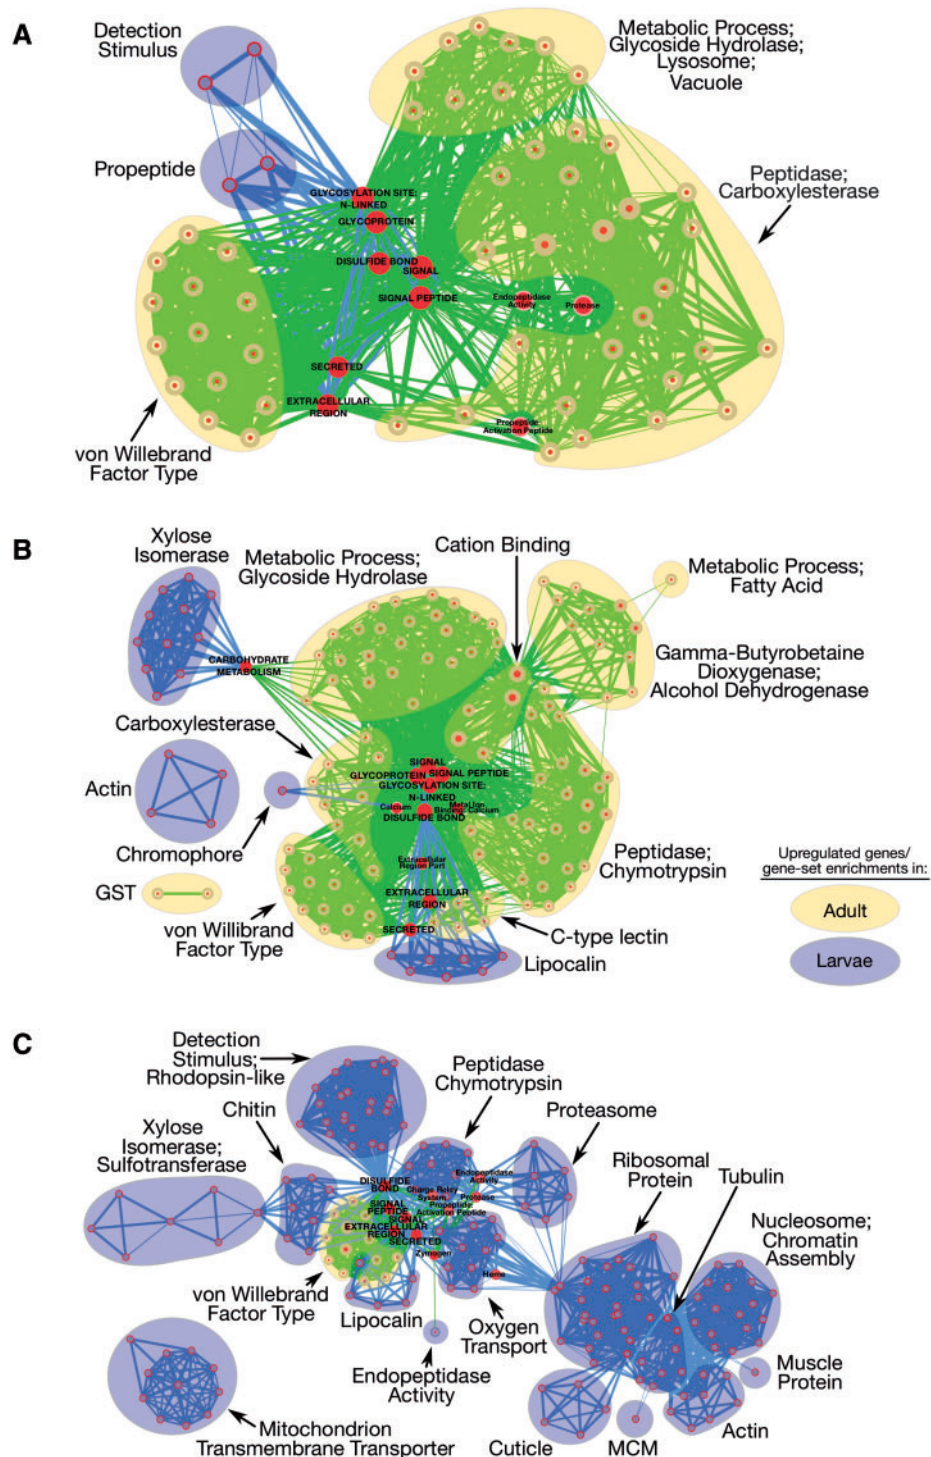 A
Detection
Stimulus
Metabolic Process;
Glycoside Hydrolase;
Lysosome;
Vacuole
Propeptide
Peptidase;
Carboxylesterase
GLYCOSYLATION SITE:
N-LINKED
GLYCOPROTEIN
DISULFIDE BOND
SIGNAL
SIGNAL PEPTIDE
Endopeptidase
Activity
Protease
SECRETED
EXTRACELLULAR
REGION
Propeptide:
Activation Peptide
von Willebrand
Factor Type
B
Xylose
Isomerase
Metabolic Process;
Glycoside Hydrolase
Cation Binding
Metabolic Process;
Fatty Acid
CARBOHYDRATE
METABOLISM
Gamma-Butyrobetaine
Dioxygenase;
Alcohol Dehydrogenase
Carboxylesterase
Actin
SIGNAL
GLYCOPROTEIN
SIGNAL PEPTIDE
GLYCOSYLATION SITE:
N-LINKED
Calcium
Metal Ion
Binding: Calcium
DISULFIDE BOND
Chromophore
Extracellular
Region Part
Peptidase;
Chymotrypsin
Upregulated genes/
gene-set enrichments in:
GST
EXTRACELLULAR
REGION
Adult
von Willibrand
Factor Type
SECRETED
C-type lectin
Lipocalin
Larvae
C
Detection
Stimulus;
Rhodopsin-like
Peptidase
Chymotrypsin
Chitin
Proteasome
Xylose
Isomerase;
Sulfotransferase
Ribosomal
Protein
Tubulin
DISULFIDE
BOND
Endopeptidase
Activity
Charge Relay
System
Protease
SIGNAL
PEPTIDE
Propeptide:
Activation Peptide
SIGNAL
EXTRACELLULAR
REGION
SECRETED
Zymogen
Heme
Nucleosome;
Chromatin
Assembly
von Willebrand
Factor Type
Lipocalin
Oxygen
Transport
Endopeptidase
Activity
Muscle
Protein
Mitochondrion
Transmembrane Transporter
Cuticle
MCM
Actin